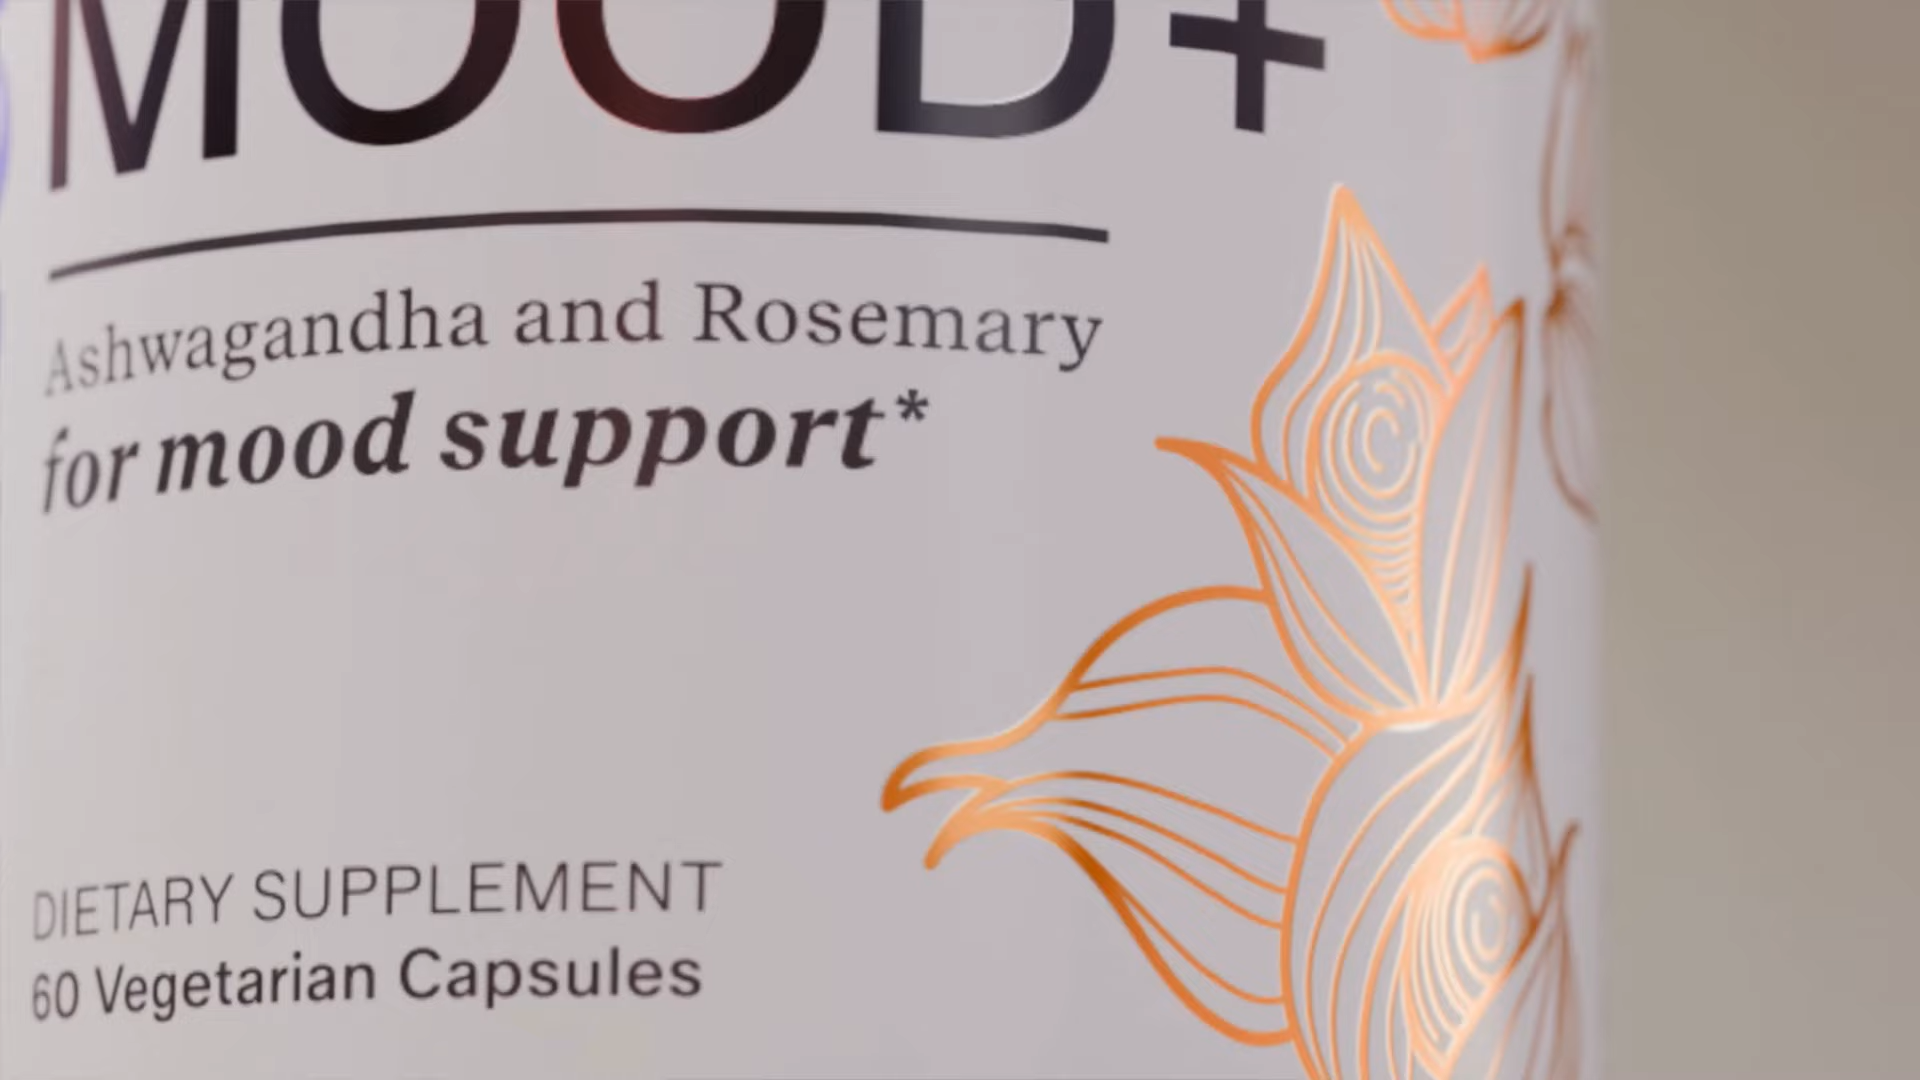 MOOD+
Ashwagandha and Rosemary
for mood support*
DIETARY SUPPLEMENT
60 Vegetarian Capsules